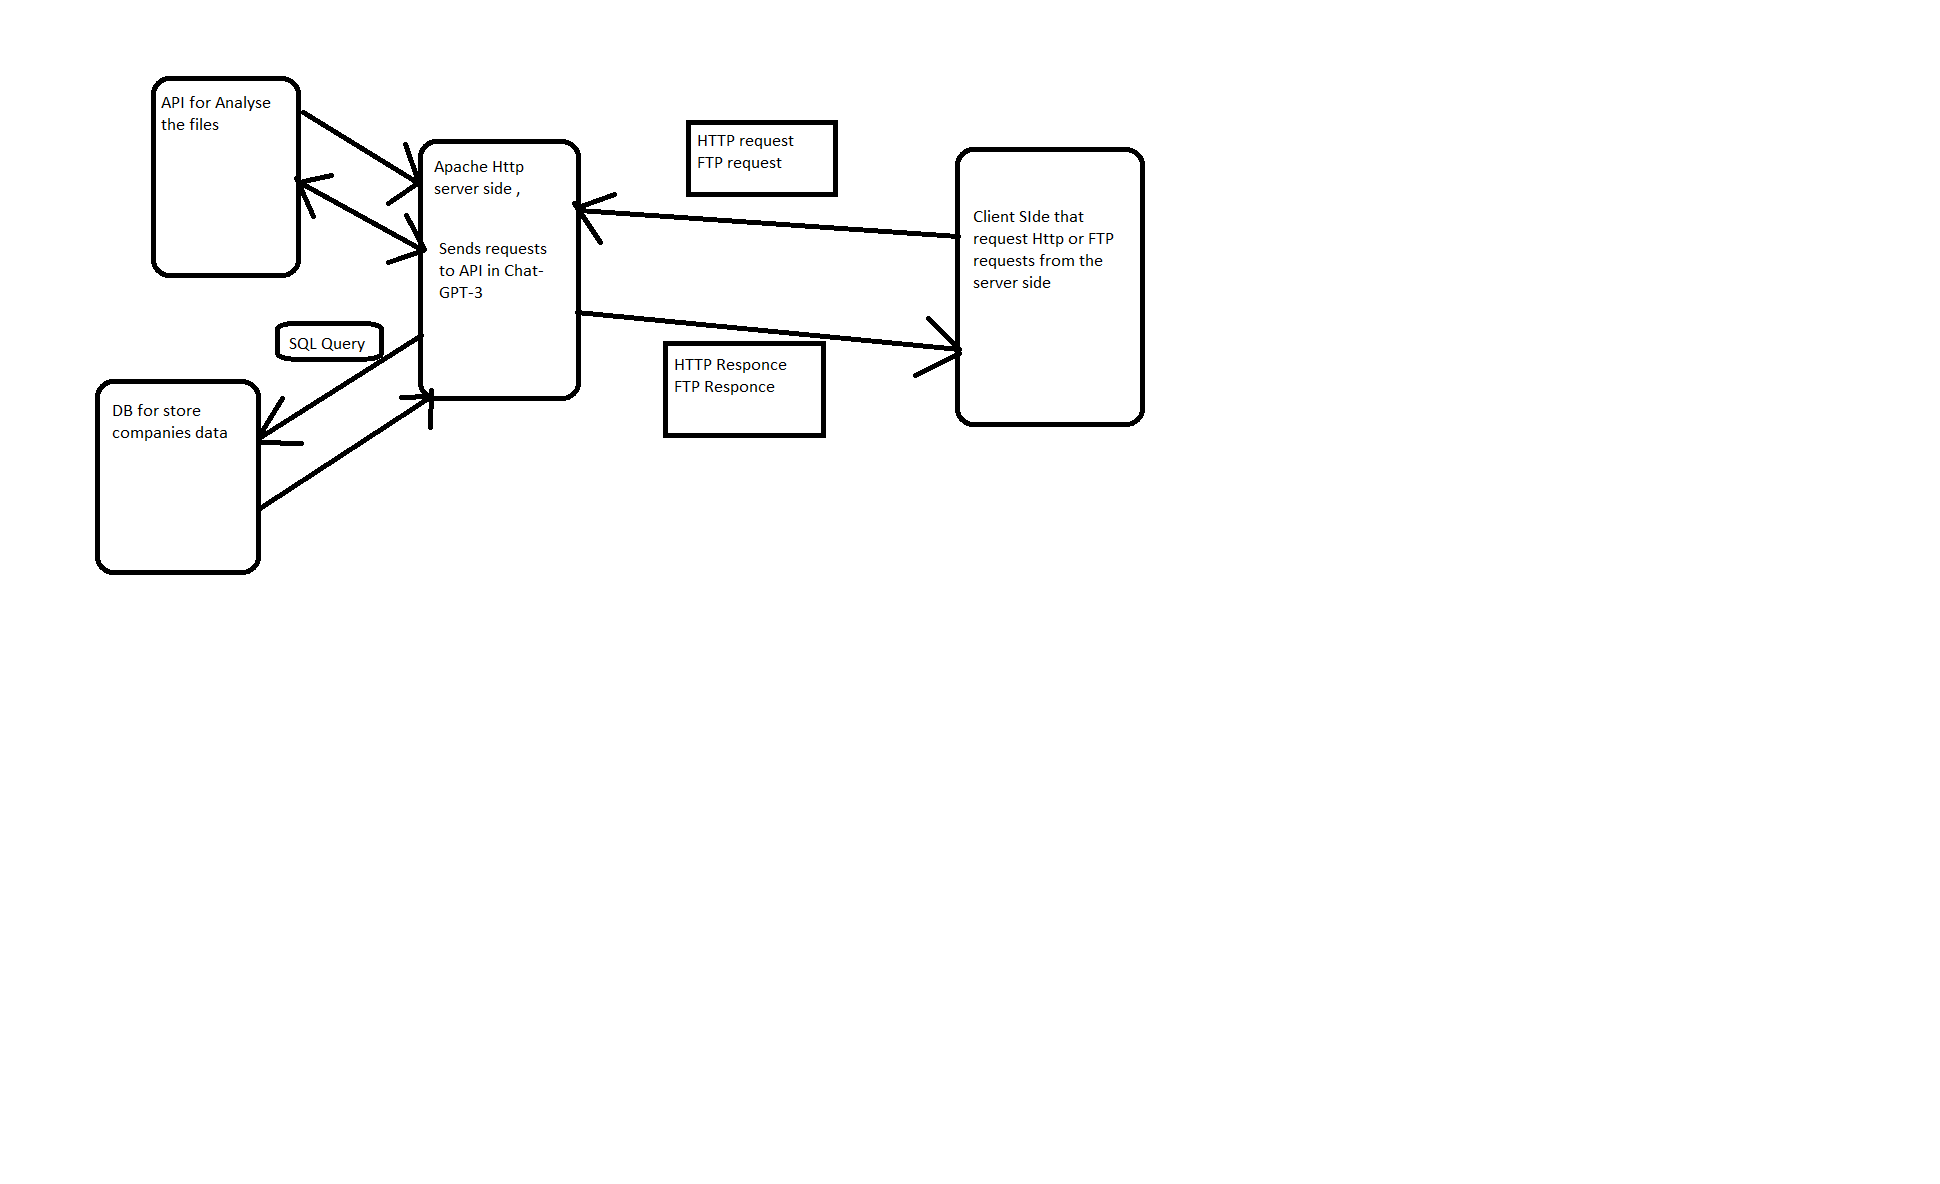 API for Analyse
the files
Apache Http
server side ,
Sends requests
to API in Chat-
GPT-3
HTTP request
FTP request
Client SIde that
request Http or FTP
requests from the
server side
SQL Query
HTTP Responce
FTP Responce
DB for store
companies data